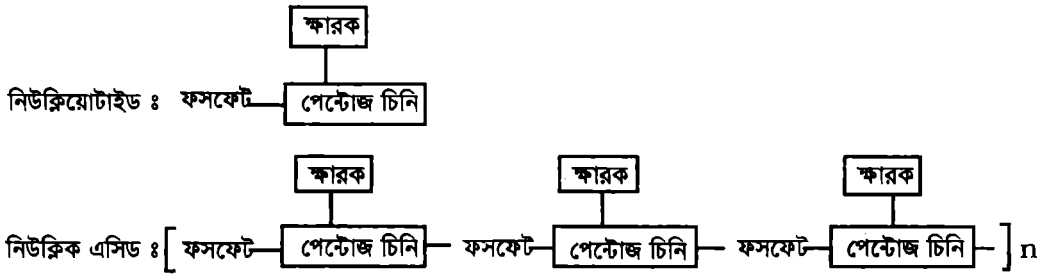 ক্ষারক
নিউক্লিয়োটাইড ঃ ফসফেট পেন্টোজ চিনি
ক্ষারক ক্ষারক ক্ষারক
নিউক্লিক এসিড ঃ [ ফসফেট পেন্টোজ চিনি ফসফেট পেন্টোজ চিনি ফসফেট পেন্টোজ চিনি ] n